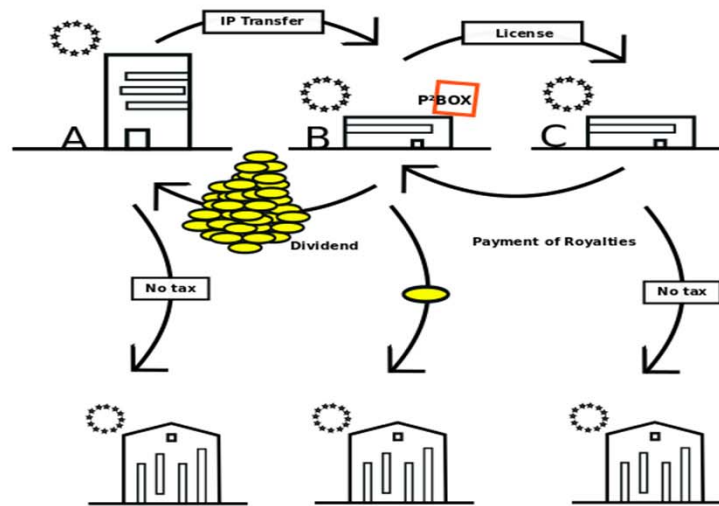 IP Transfer
License
P²BOX
A
B
C
Dividend
Payment of Royalties
No tax
No tax